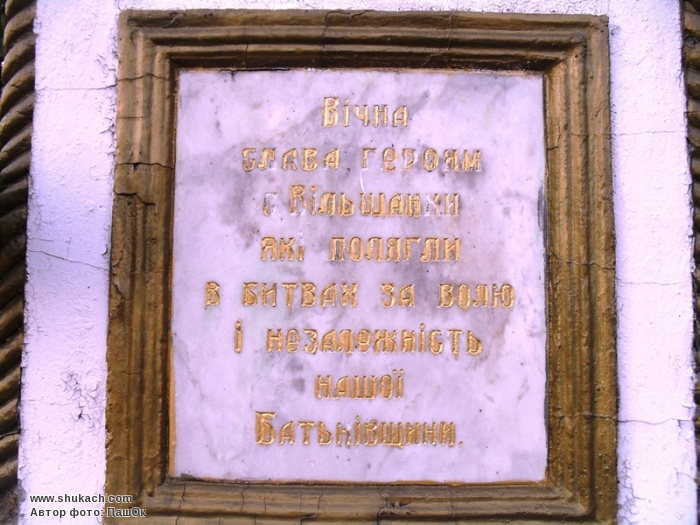 Вічна
слава героям
с Вільшанки
які полягли
в битвах за волю
і незалежність
нашої
Батьківщини.
www.shukach.com
Автор фото: ПашОк